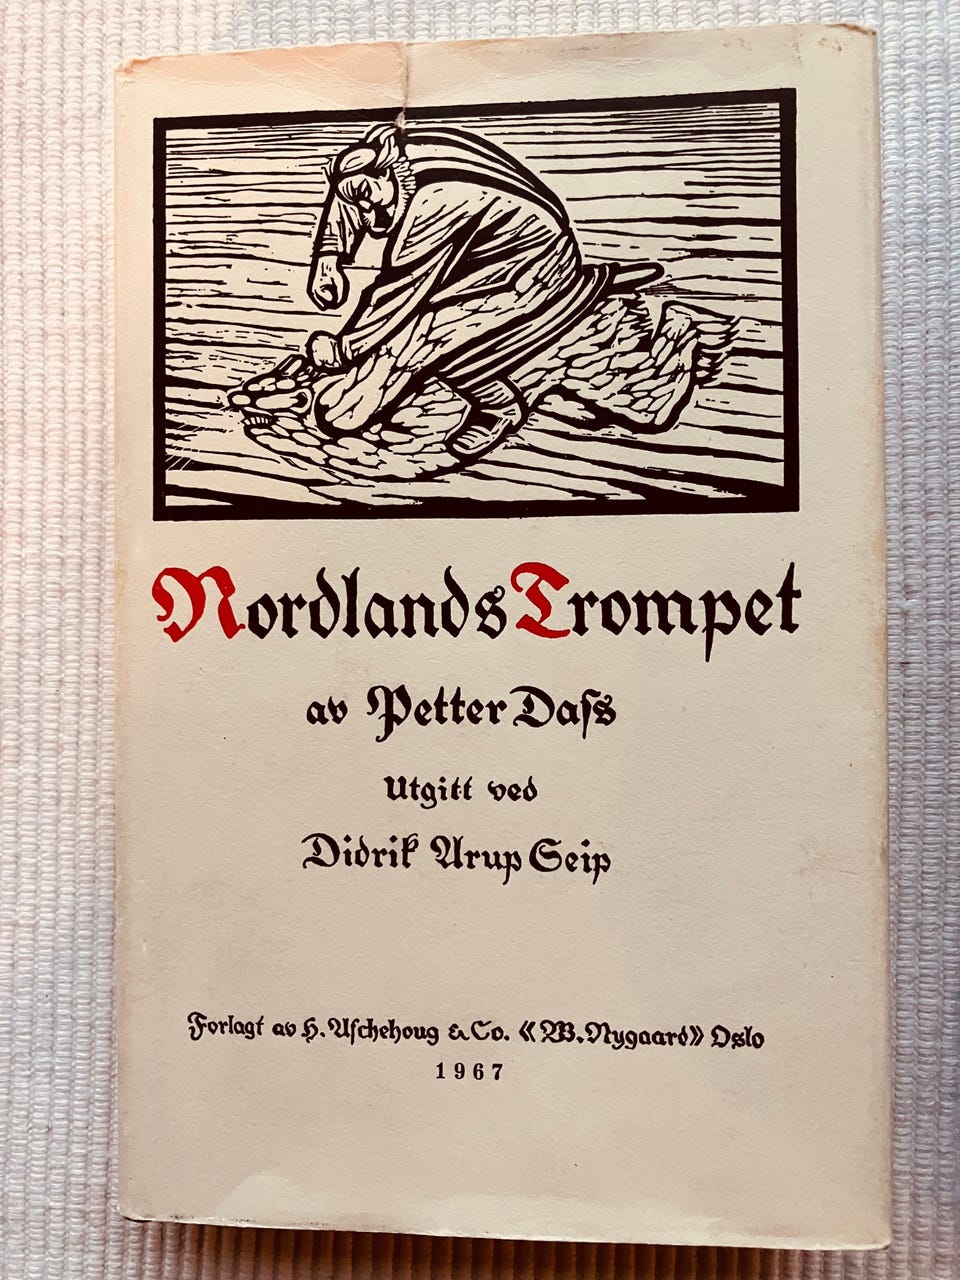 Nordlands Trompet
av Petter Daſs
Utgitt ved
Didrik Arup Seip
Forlagt av H. Aſchehoug & Co. «W. Nygaard» Oslo
1967